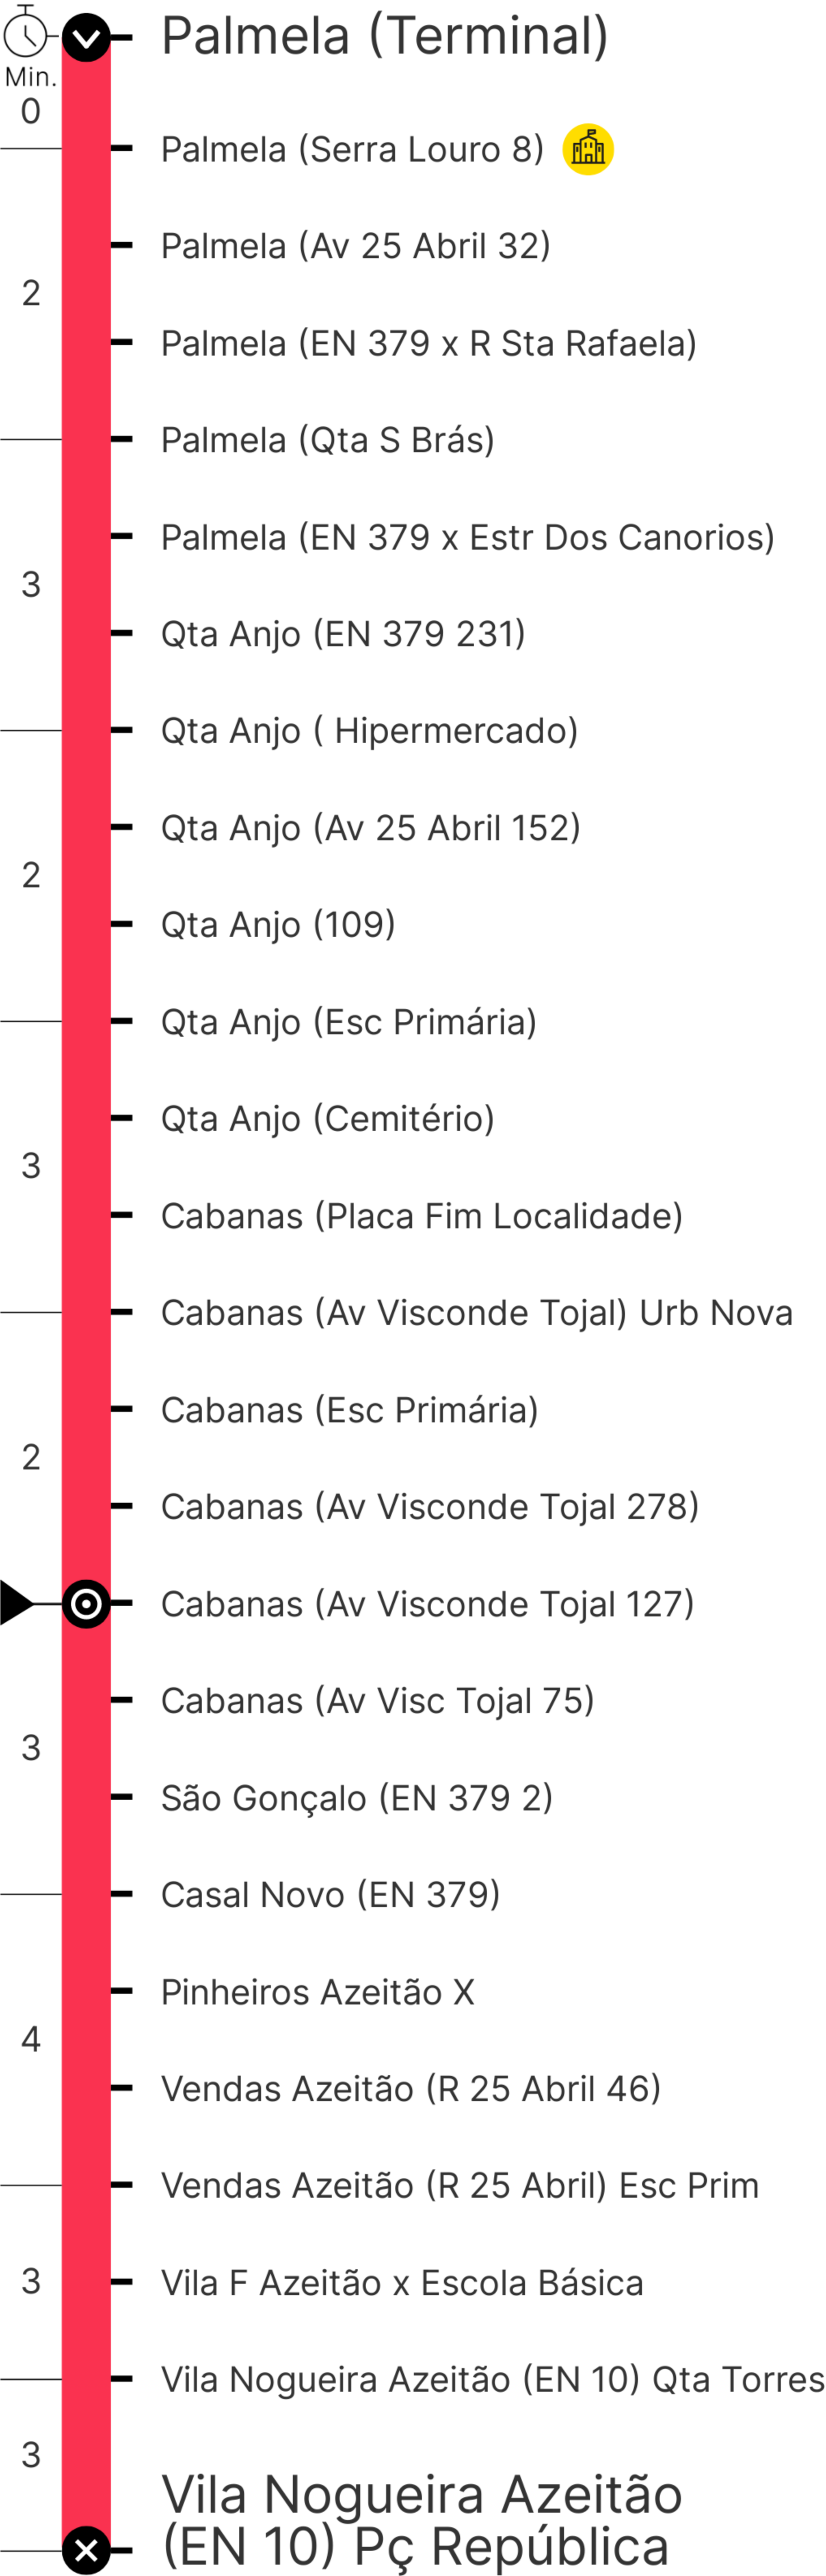 Palmela (Terminal)
Min.
0
Palmela (Serra Louro 8)
Palmela (Av 25 Abril 32)
2
Palmela (EN 379 x R Sta Rafaela)
Palmela (Qta S Brás)
Palmela (EN 379 x Estr Dos Canorios)
3
Qta Anjo (EN 379 231)
Qta Anjo ( Hipermercado)
Qta Anjo (Av 25 Abril 152)
2
Qta Anjo (109)
Qta Anjo (Esc Primária)
Qta Anjo (Cemitério)
3
Cabanas (Placa Fim Localidade)
Cabanas (Av Visconde Tojal) Urb Nova
Cabanas (Esc Primária)
2
Cabanas (Av Visconde Tojal 278)
Cabanas (Av Visconde Tojal 127)
Cabanas (Av Visc Tojal 75)
3
São Gonçalo (EN 379 2)
Casal Novo (EN 379)
Pinheiros Azeitão X
4
Vendas Azeitão (R 25 Abril 46)
Vendas Azeitão (R 25 Abril) Esc Prim
3
Vila F Azeitão x Escola Básica
Vila Nogueira Azeitão (EN 10) Qta Torres
3
Vila Nogueira Azeitão
(EN 10) Pç República